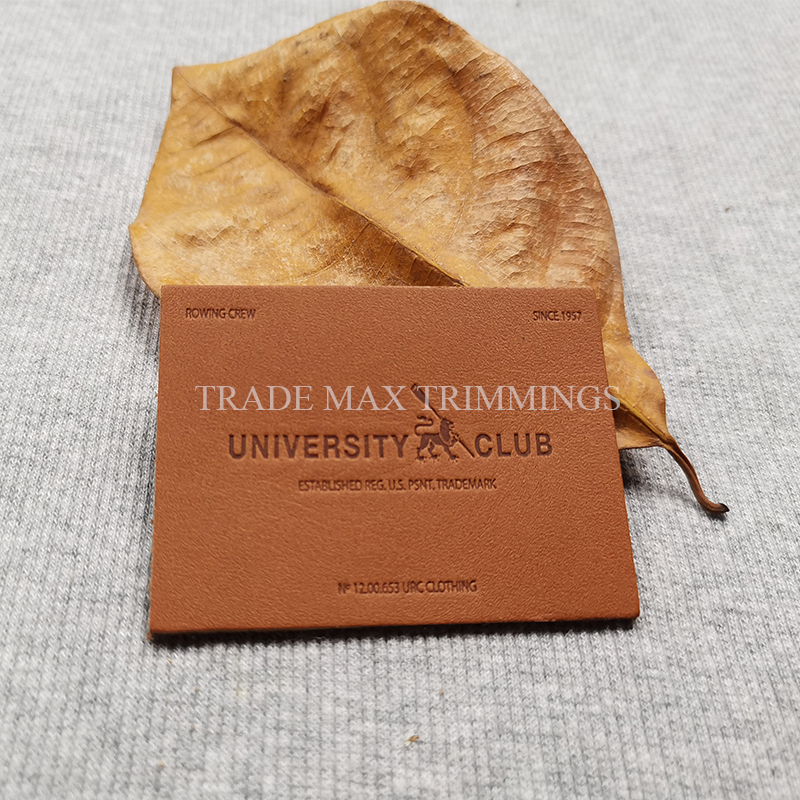 ROWING CREW
SINCE 1957
TRADE MAX TRIMMINGS
UNIVERSITY CLUB
ESTABLISHED REG. U.S. PSNT, TRADEMARK
Nº 12.00.653 URC CLOTHING